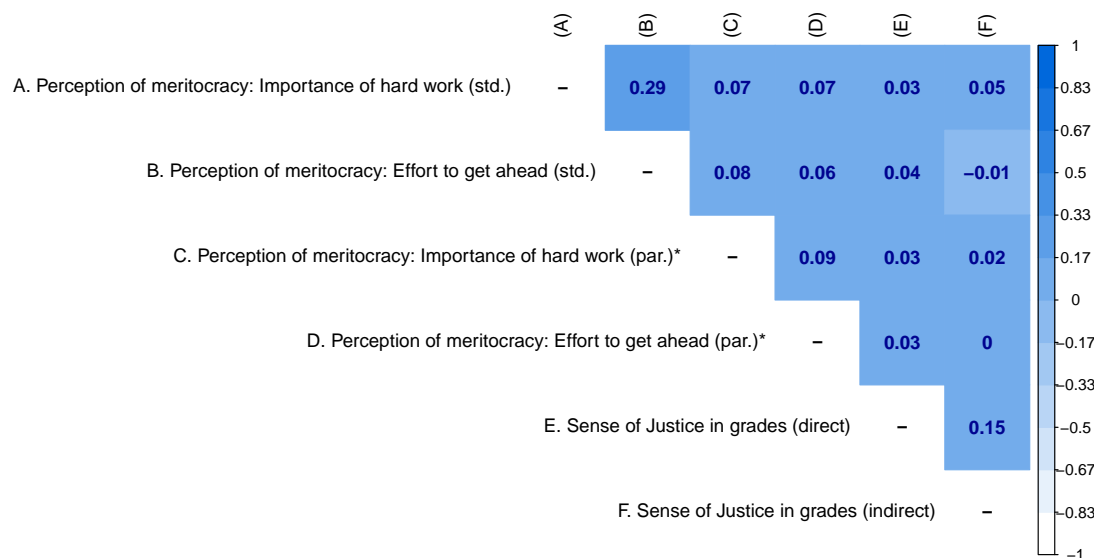 (A) (B) (C) (D) (E) (F)
A. Perception of meritocracy: Importance of hard work (std.) – 0.29 0.07 0.07 0.03 0.05
B. Perception of meritocracy: Effort to get ahead (std.) – 0.08 0.06 0.04 −0.01
C. Perception of meritocracy: Importance of hard work (par.)* – 0.09 0.03 0.02
D. Perception of meritocracy: Effort to get ahead (par.)* – 0.03 0
E. Sense of Justice in grades (direct) – 0.15
F. Sense of Justice in grades (indirect) –
1
0.83
0.67
0.5
0.33
0.17
0
−0.17
−0.33
−0.5
−0.67
−0.83
−1